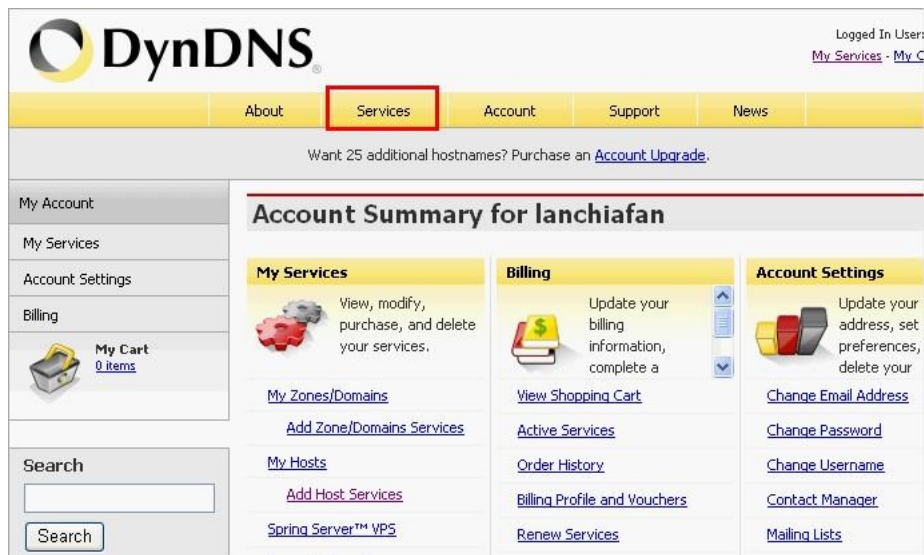 DynDNS®
Logged In User:
My Services - My C
About Services Account Support News
Want 25 additional hostnames? Purchase an Account Upgrade.
My Account
My Services
Account Settings
Billing
My Cart
0 items
Search
Search
Account Summary for lanchiafan
My Services
View, modify,
purchase, and delete
your services.
My Zones/Domains
Add Zone/Domains Services
My Hosts
Add Host Services
Spring Server™ VPS
Billing
Update your
billing
information,
complete a
View Shopping Cart
Active Services
Order History
Billing Profile and Vouchers
Renew Services
Account Settings
Update your
address, set
preferences,
delete your
Change Email Address
Change Password
Change Username
Contact Manager
Mailing Lists